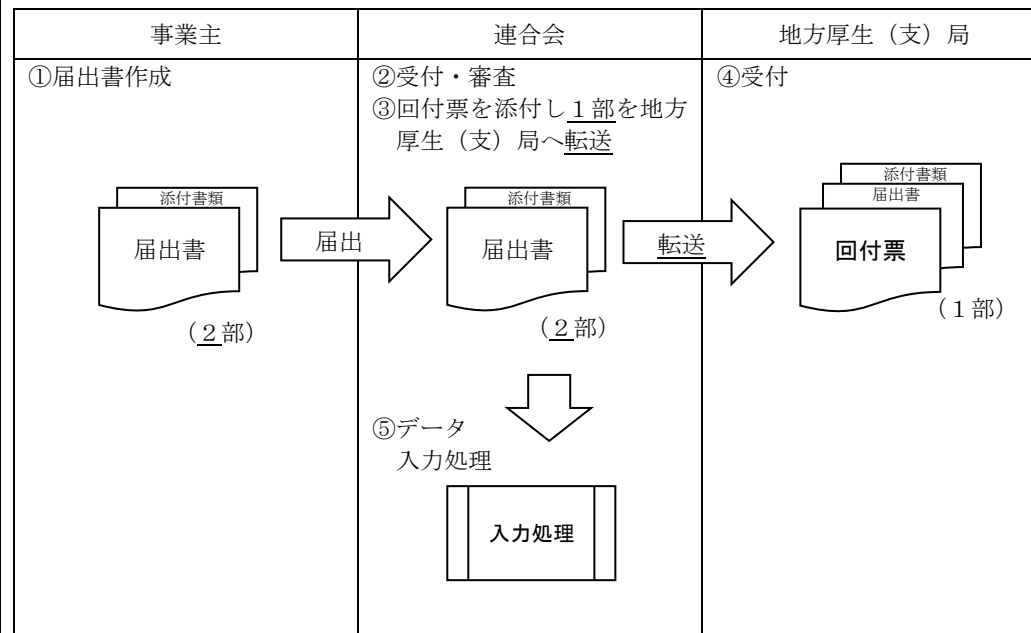 事業主
連合会
地方厚生（支）局
①届出書作成
②受付・審査
③回付票を添付し１部を地方
厚生（支）局へ転送
④受付
添付書類
届出書
（２部）
届出
添付書類
届出書
（２部）
転送
添付書類
届出書
回付票
（１部）
⑤データ
入力処理
入力処理